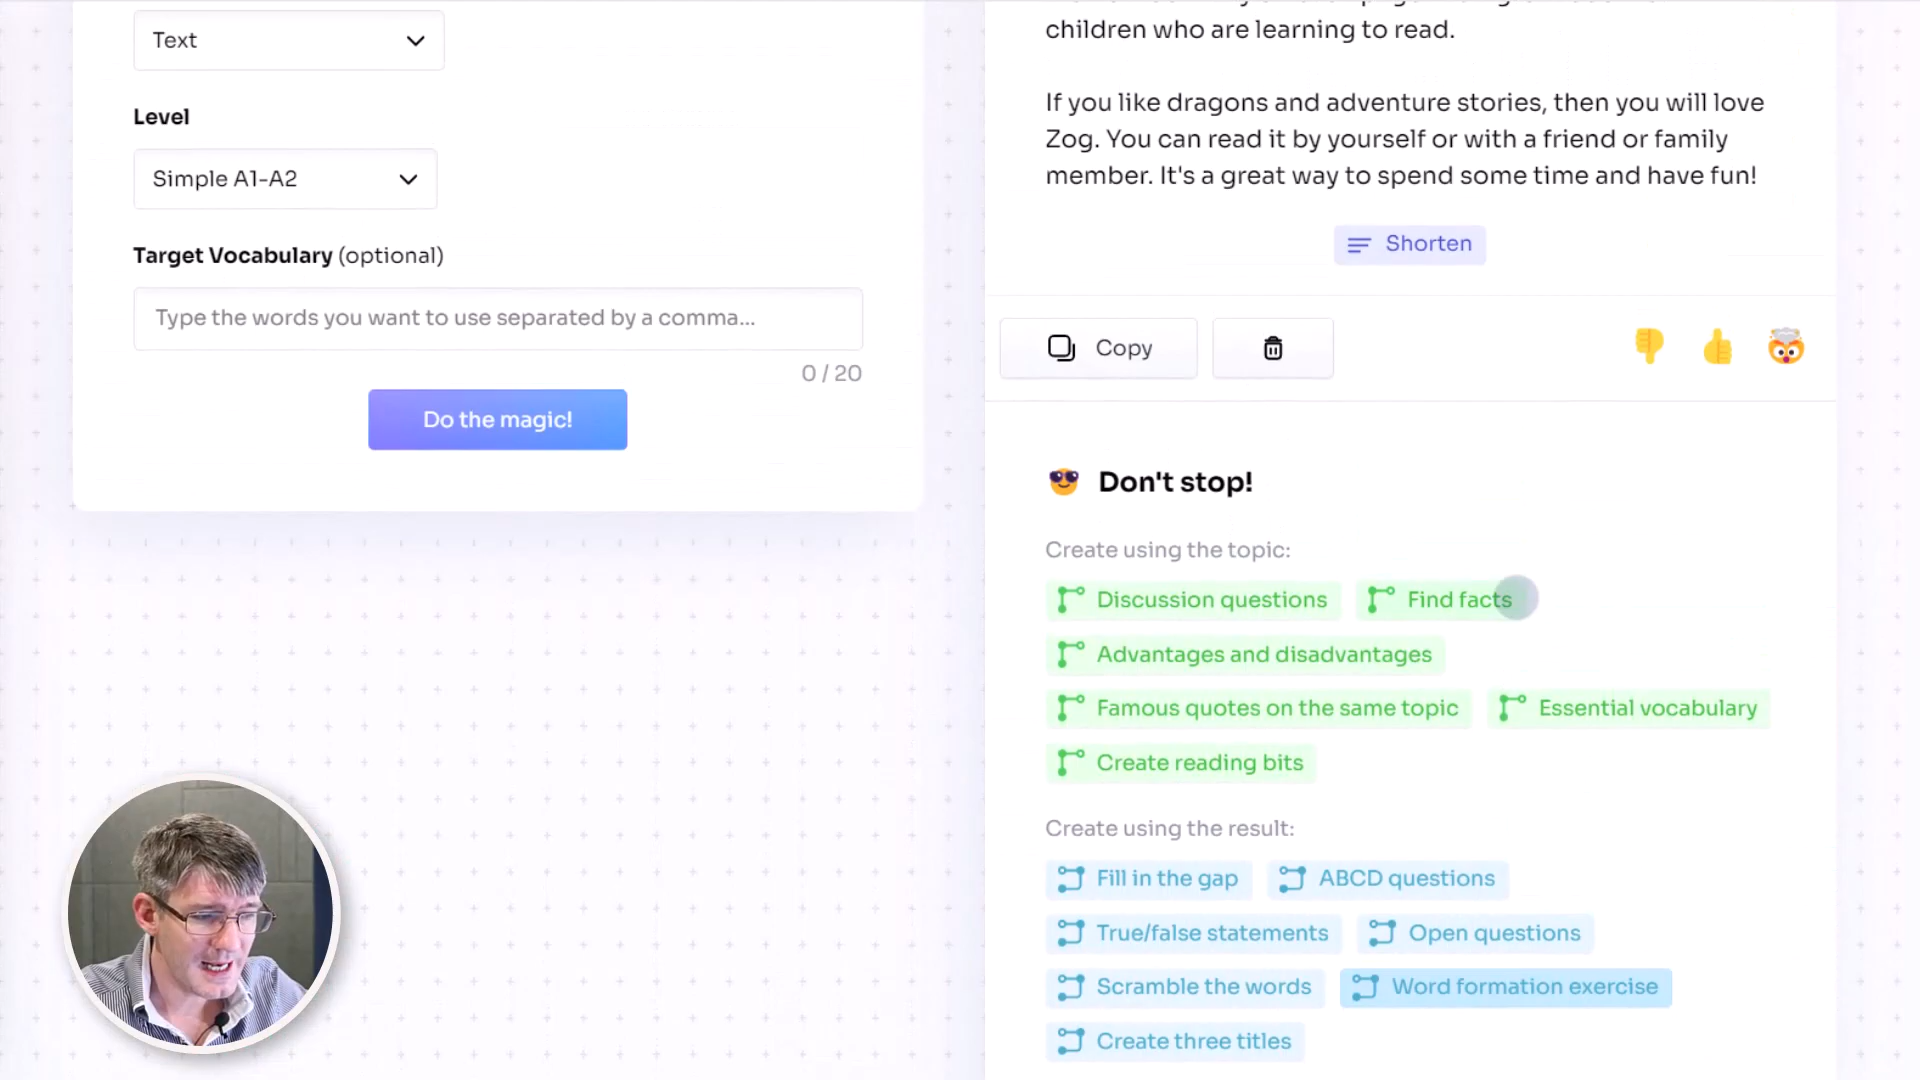 Text
Level
Simple A1-A2
Target Vocabulary (optional)
Type the words you want to use separated by a comma...
0 / 20
Do the magic!
children who are learning to read.
If you like dragons and adventure stories, then you will love
Zog. You can read it by yourself or with a friend or family
member. It's a great way to spend some time and have fun!
Shorten
Copy
Don't stop!
Create using the topic:
Discussion questions
Find facts
Advantages and disadvantages
Famous quotes on the same topic
Essential vocabulary
Create reading bits
Create using the result:
Fill in the gap
ABCD questions
True/false statements
Open questions
Scramble the words
Word formation exercise
Create three titles